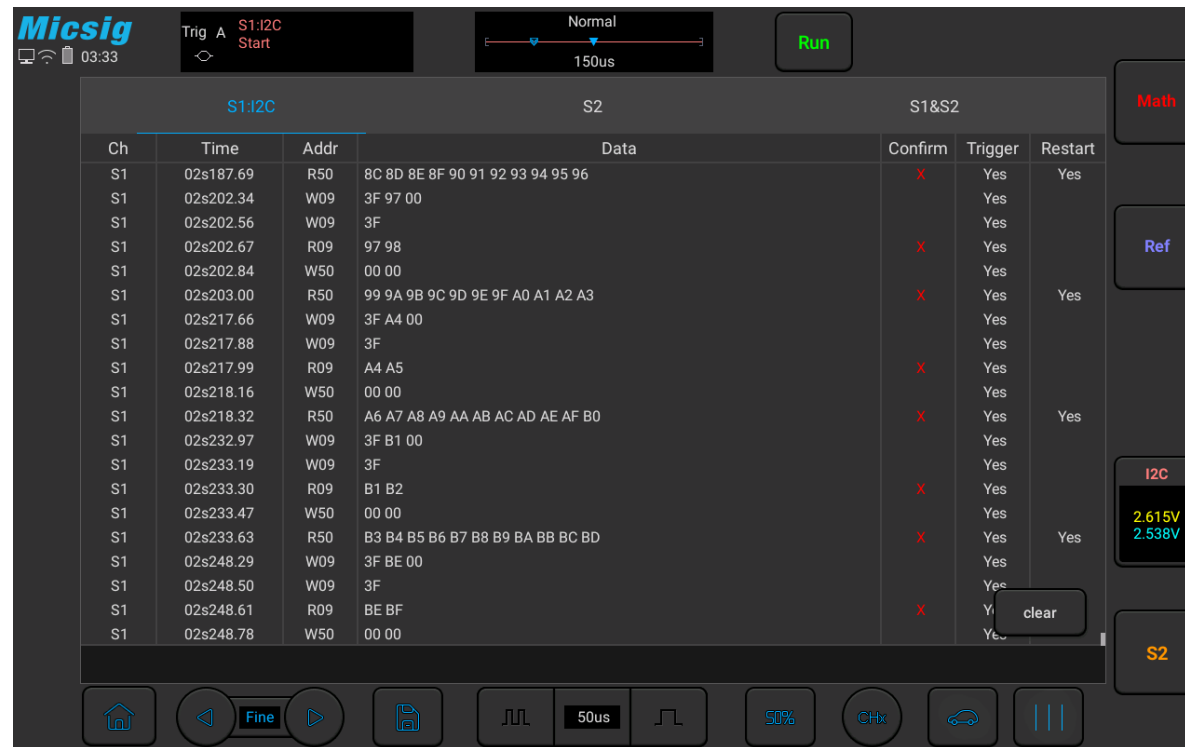 Micsig
03:33
Trig A S1:I2C
Start
Normal
150us
Run
S1:I2C S2 S1&S2
Ch Time Addr Data Confirm Trigger Restart
S1 02s187.69 R50 8C 8D 8E 8F 90 91 92 93 94 95 96 X Yes Yes
S1 02s202.34 W09 3F 97 00 Yes
S1 02s202.56 W09 3F Yes
S1 02s202.67 R09 97 98 X Yes
S1 02s202.84 W50 00 00 Yes
S1 02s203.00 R50 99 9A 9B 9C 9D 9E 9F A0 A1 A2 A3 X Yes Yes
S1 02s217.66 W09 3F A4 00 Yes
S1 02s217.88 W09 3F Yes
S1 02s217.99 R09 A4 A5 X Yes
S1 02s218.16 W50 00 00 Yes
S1 02s218.32 R50 A6 A7 A8 A9 AA AB AC AD AE AF B0 X Yes Yes
S1 02s232.97 W09 3F B1 00 Yes
S1 02s233.19 W09 3F Yes
S1 02s233.30 R09 B1 B2 X Yes
S1 02s233.47 W50 00 00 Yes
S1 02s233.63 R50 B3 B4 B5 B6 B7 B8 B9 BA BB BC BD X Yes Yes
S1 02s248.29 W09 3F BE 00 Yes
S1 02s248.50 W09 3F Yes
S1 02s248.61 R09 BE BF X
S1 02s248.78 W50 00 00 Yes
clear
Math
Ref
I2C
2.615V
2.538V
S2
Fine
50us
50%
CHx